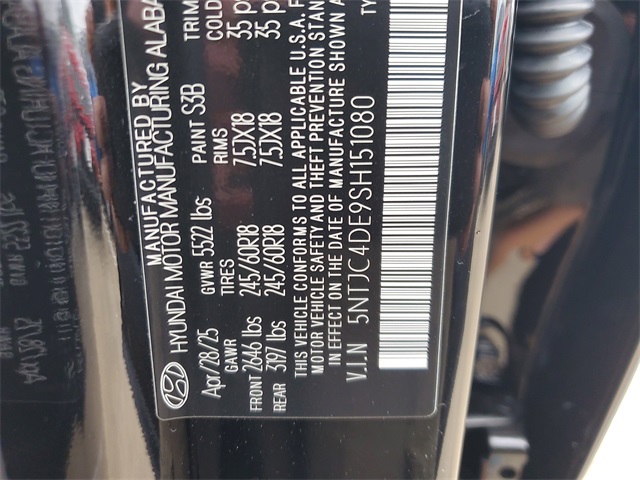 MANUFACTURED BY
HYUNDAI MOTOR MANUFACTURING ALABA
Apr/28/25 GVWR 5522 lbs PAINT S3B TRIM
GAWR TIRES RIMS COLD
FRONT 2646 lbs 245/60R18 7.5JX18 35
REAR 3197 lbs 245/60R18 7.5JX18 35
THIS VEHICLE CONFORMS TO ALL APPLICABLE U.S.A. F
MOTOR VEHICLE SAFETY AND THEFT PREVENTION STAN
IN EFFECT ON THE DATE OF MANUFACTURE SHOWN A
V.I.N 5NTJC4DE9SH151080 TY